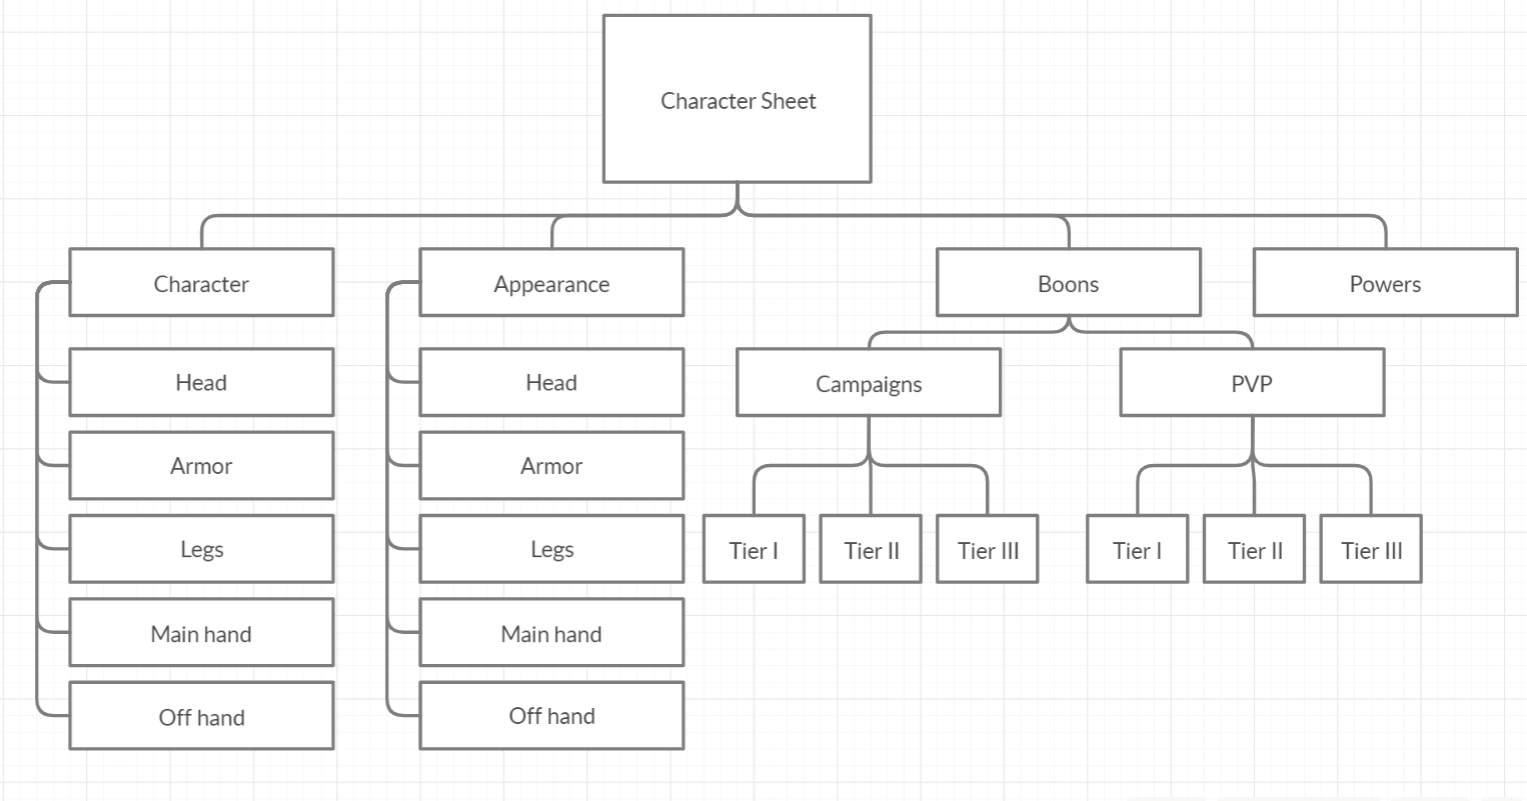 Character Sheet
Character
Appearance
Boons
Powers
Head
Head
Campaigns
PVP
Armor
Armor
Legs
Legs
Tier I
Tier II
Tier III
Tier I
Tier II
Tier III
Main hand
Main hand
Off hand
Off hand